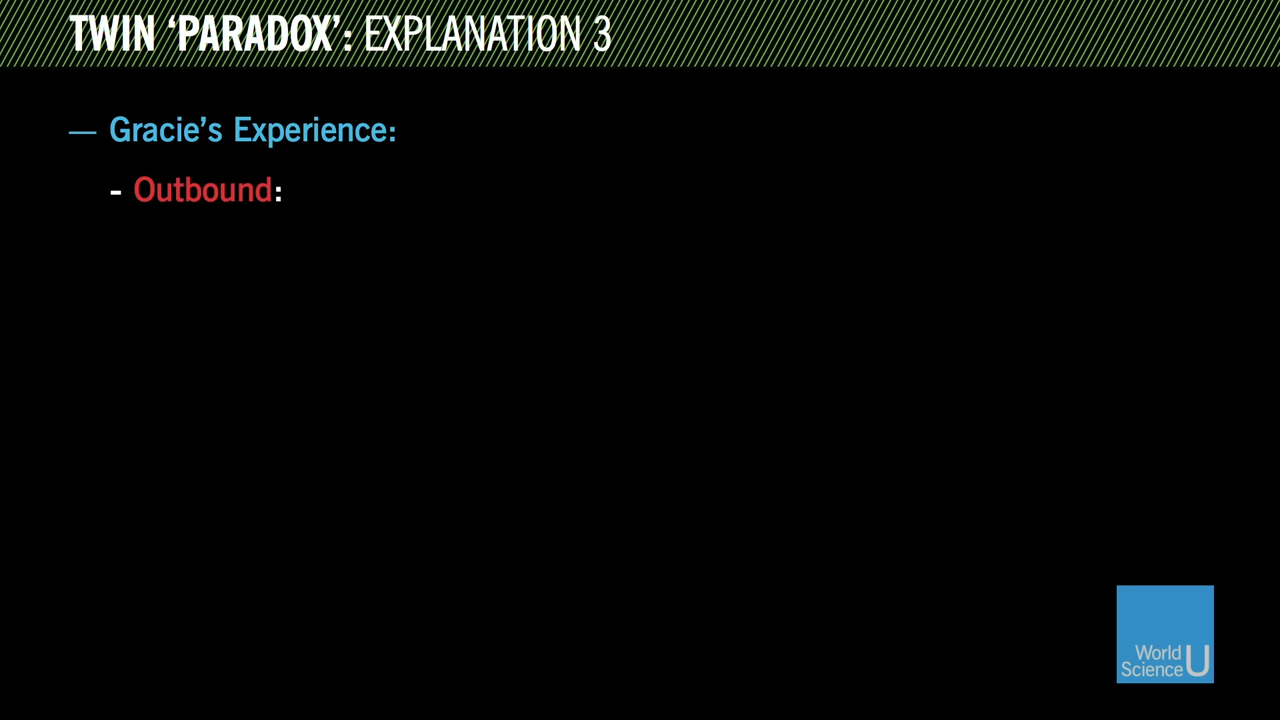 TWIN ‘PARADOX’: EXPLANATION 3
— Gracie’s Experience:
- Outbound:
World
Science U